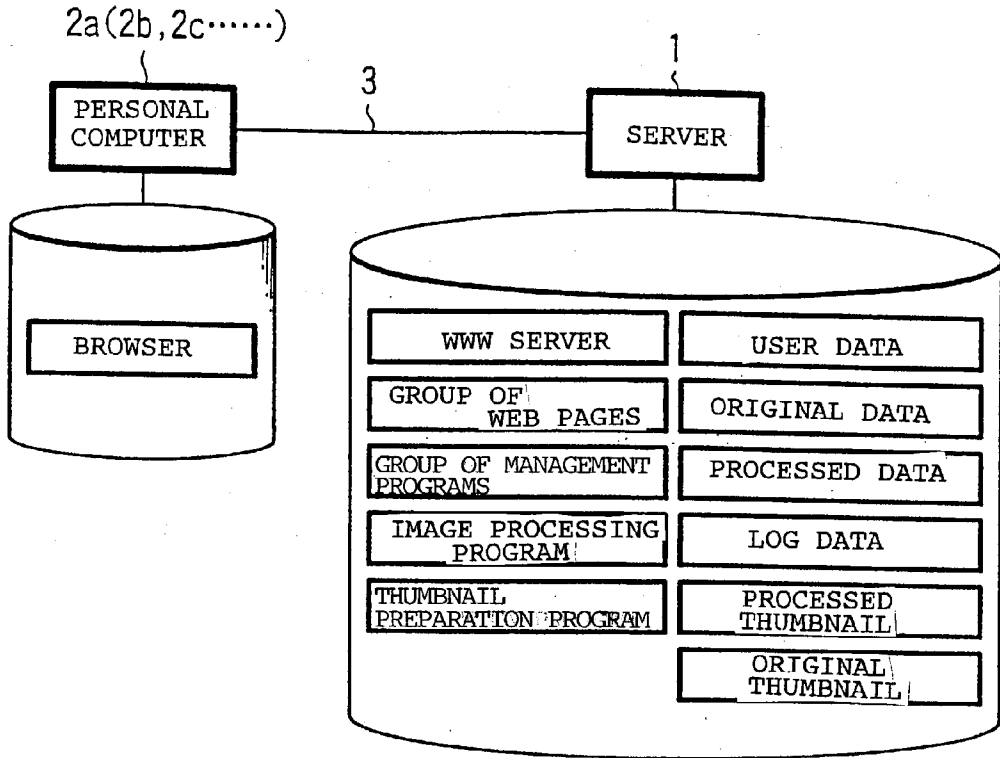 2a(2b,2c⋯⋯)
3
1
PERSONAL
COMPUTER
SERVER
BROWSER
WWW SERVER
GROUP OF
WEB PAGES
GROUP OF MANAGEMENT
PROGRAMS
IMAGE PROCESSING
PROGRAM
THUMBNAIL
PREPARATION PROGRAM
USER DATA
ORIGINAL DATA
PROCESSED DATA
LOG DATA
PROCESSED
THUMBNAIL
ORIGINAL
THUMBNAIL